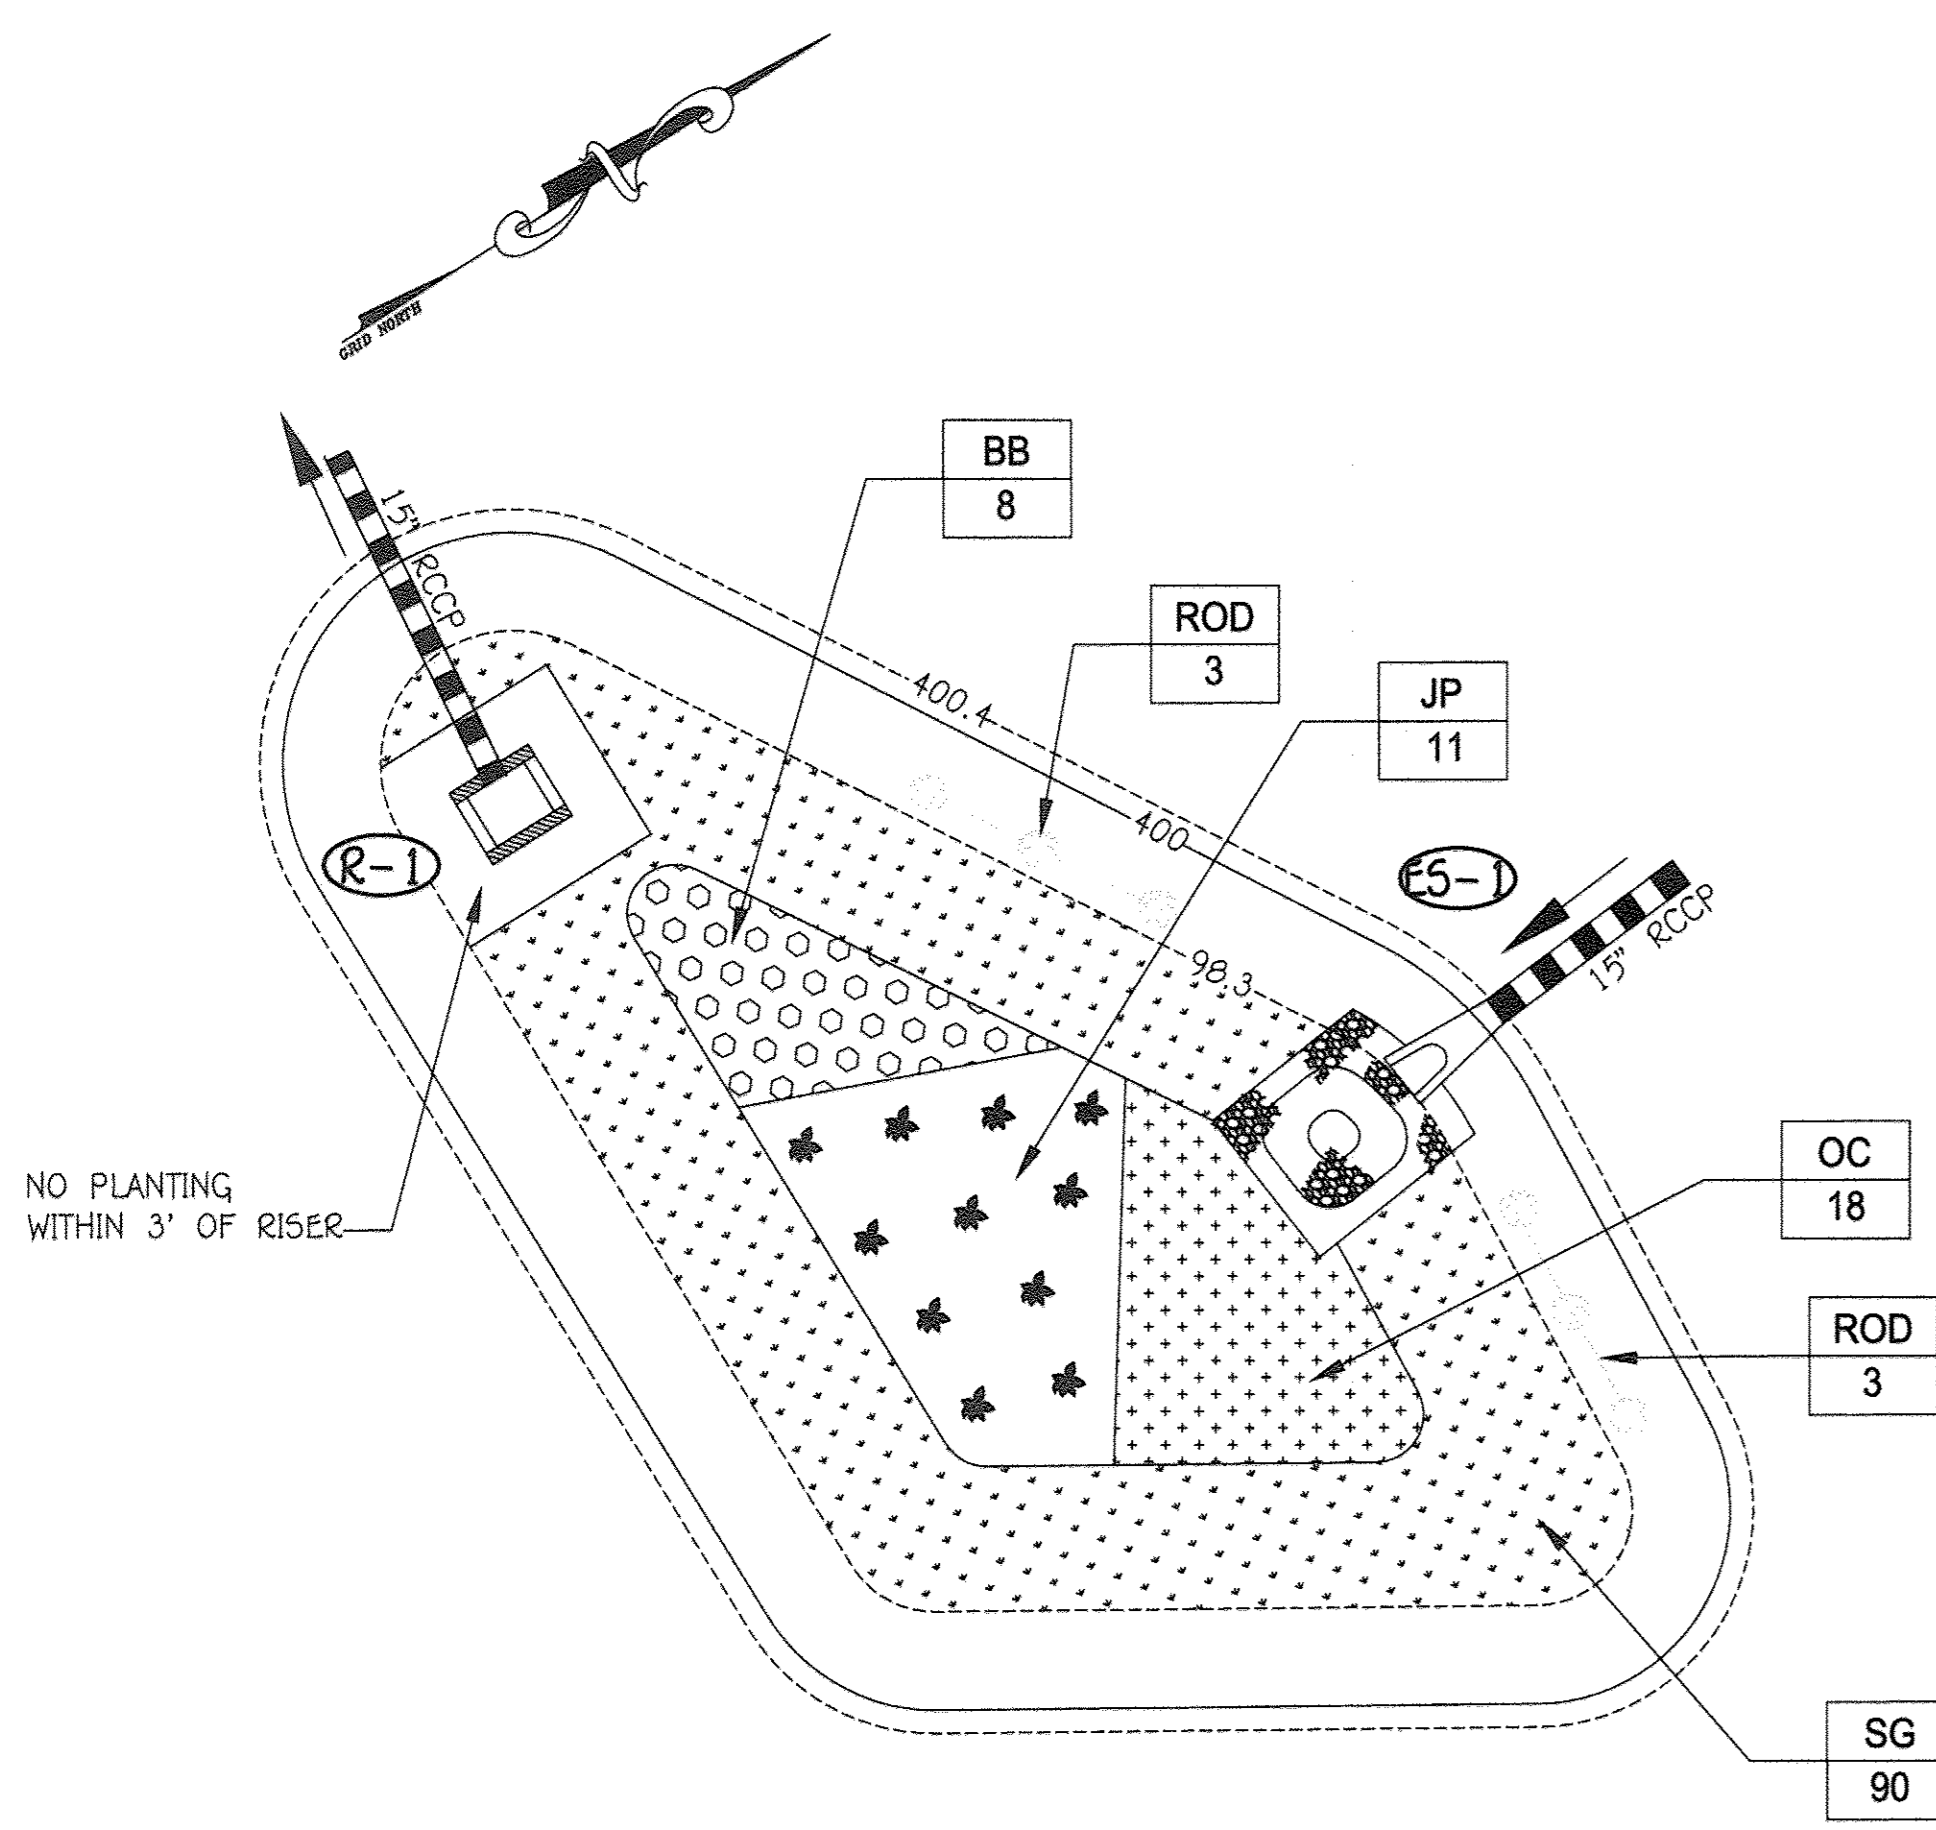 GRID NORTH
BB
8
15" RCCP
ROD
3
400.4
JP
11
400
R-1
ES-1
15" RCCP
98.3
NO PLANTING
WITHIN 3' OF RISER
OC
18
ROD
3
SG
90